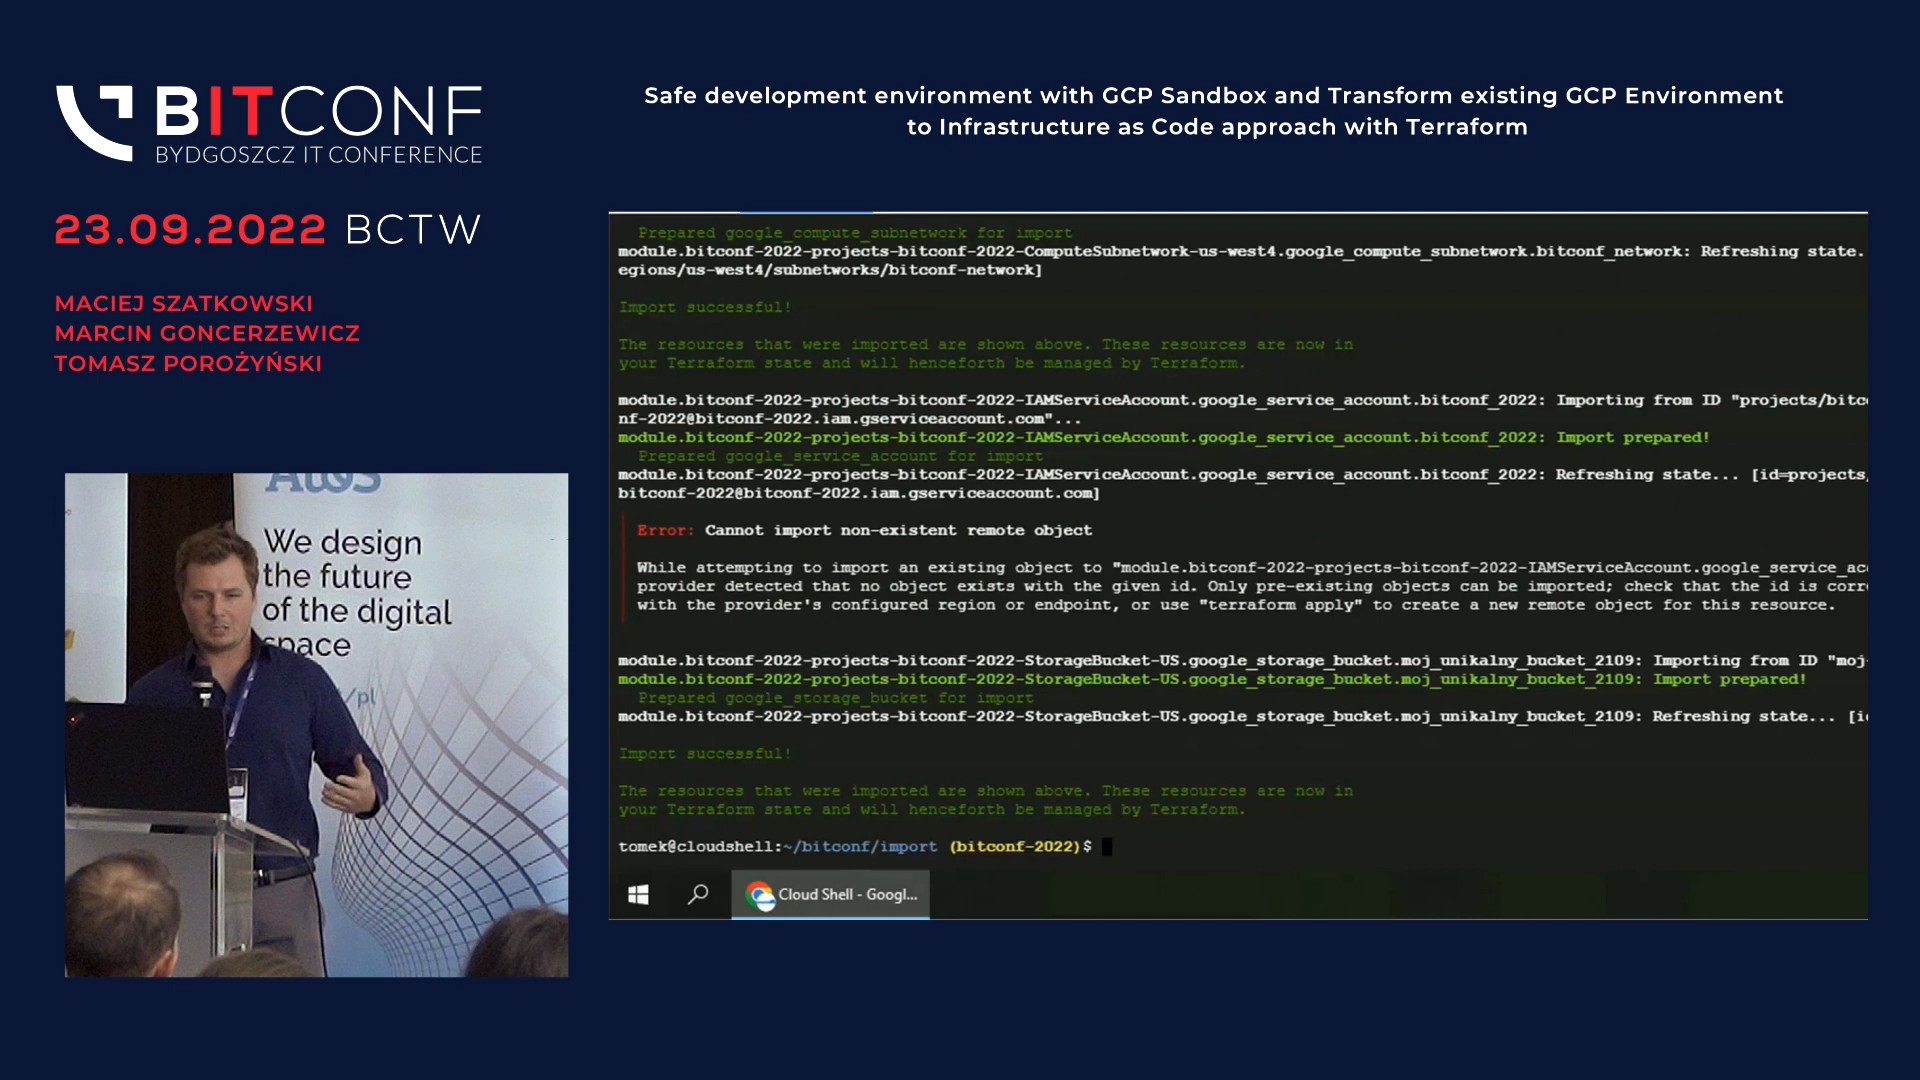 BITCONF
BYDGOSZCZ IT CONFERENCE
23.09.2022 BCTW
MACIEJ SZATKOWSKI
MARCIN GONCERZEWICZ
TOMASZ POROŻYŃSKI
Safe development environment with GCP Sandbox and Transform existing GCP Environment
to Infrastructure as Code approach with Terraform
Prepared google_compute_subnetwork for import
module.bitconf-2022-projects-bitconf-2022-ComputeSubnetwork-us-west4.google_compute_subnetwork.bitconf_network: Refreshing state.
egions/us-west4/subnetworks/bitconf-network]
Import successful!
The resources that were imported are shown above. These resources are now in
your Terraform state and will henceforth be managed by Terraform.
module.bitconf-2022-projects-bitconf-2022-IAMServiceAccount.google_service_account.bitconf_2022: Importing from ID "projects/bitc
nf-2022@bitconf-2022.iam.gserviceaccount.com"...
module.bitconf-2022-projects-bitconf-2022-IAMServiceAccount.google_service_account.bitconf_2022: Import prepared!
Prepared google_service_account for import
module.bitconf-2022-projects-bitconf-2022-IAMServiceAccount.google_service_account.bitconf_2022: Refreshing state... [id=projects/
bitconf-2022@bitconf-2022.iam.gserviceaccount.com]
Error: Cannot import non-existent remote object
While attempting to import an existing object to "module.bitconf-2022-projects-bitconf-2022-IAMServiceAccount.google_service_ac
provider detected that no object exists with the given id. Only pre-existing objects can be imported; check that the id is corr
with the provider's configured region or endpoint, or use "terraform apply" to create a new remote object for this resource.
module.bitconf-2022-projects-bitconf-2022-StorageBucket-US.google_storage_bucket.moj_unikalny_bucket_2109: Importing from ID "moj-
module.bitconf-2022-projects-bitconf-2022-StorageBucket-US.google_storage_bucket.moj_unikalny_bucket_2109: Import prepared!
Prepared google_storage_bucket for import
module.bitconf-2022-projects-bitconf-2022-StorageBucket-US.google_storage_bucket.moj_unikalny_bucket_2109: Refreshing state... [i
Import successful!
The resources that were imported are shown above. These resources are now in
your Terraform state and will henceforth be managed by Terraform.
tomek@cloudshell:~/bitconf/import (bitconf-2022)$
Cloud Shell - Googl...
We design
the future
of the digital
space
/pl